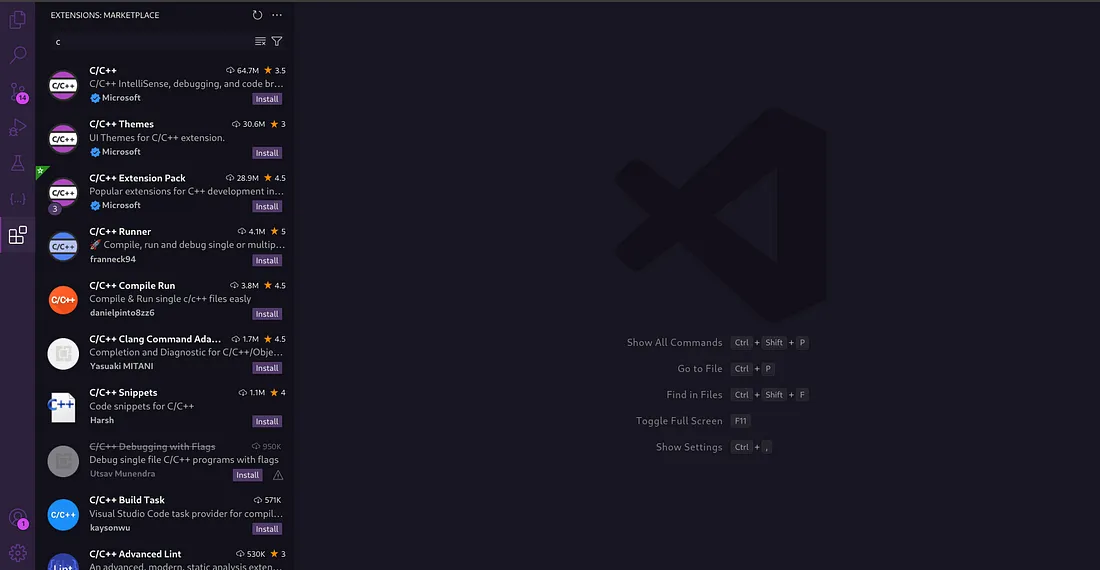 EXTENSIONS: MARKETPLACE
c
C/C++ 64.7M 3.5
C/C++ IntelliSense, debugging, and code br...
Microsoft
Install
C/C++
C/C++ Themes 30.6M 3
UI Themes for C/C++ extension.
Microsoft
Install
C/C++
C/C++ Extension Pack 28.9M 4.5
Popular extensions for C++ development in...
Microsoft
Install
C/C++
3
C/C++ Runner 4.1M 5
🚀 Compile, run and debug single or multip...
franneck94
Install
C/C++
C/C++ Compile Run 3.8M 4.5
Compile & Run single c/c++ files easily
danielpinto8zz6
Install
C/C++
C/C++ Clang Command Ada... 1.7M 4.5
Completion and Diagnostic for C/C++/Obje...
Yasuaki MITANI
Install
C/C++ Snippets 1.1M 4
Code snippets for C/C++
Harsh
Install
C++
C/C++ Debugging with Flags 950K
Debug single file C/C++ programs with flags
Utsav Munendra
Install
C/C++ Build Task 571K
Visual Studio Code task provider for compil...
kaysonwu
Install
C/C++
C/C++ Advanced Lint 530K 3
An advanced, modern, static analysis exten...
Lint
14
1
Show All Commands Ctrl + Shift + P
Go to File Ctrl + P
Find in Files Ctrl + Shift + F
Toggle Full Screen F11
Show Settings Ctrl + ,